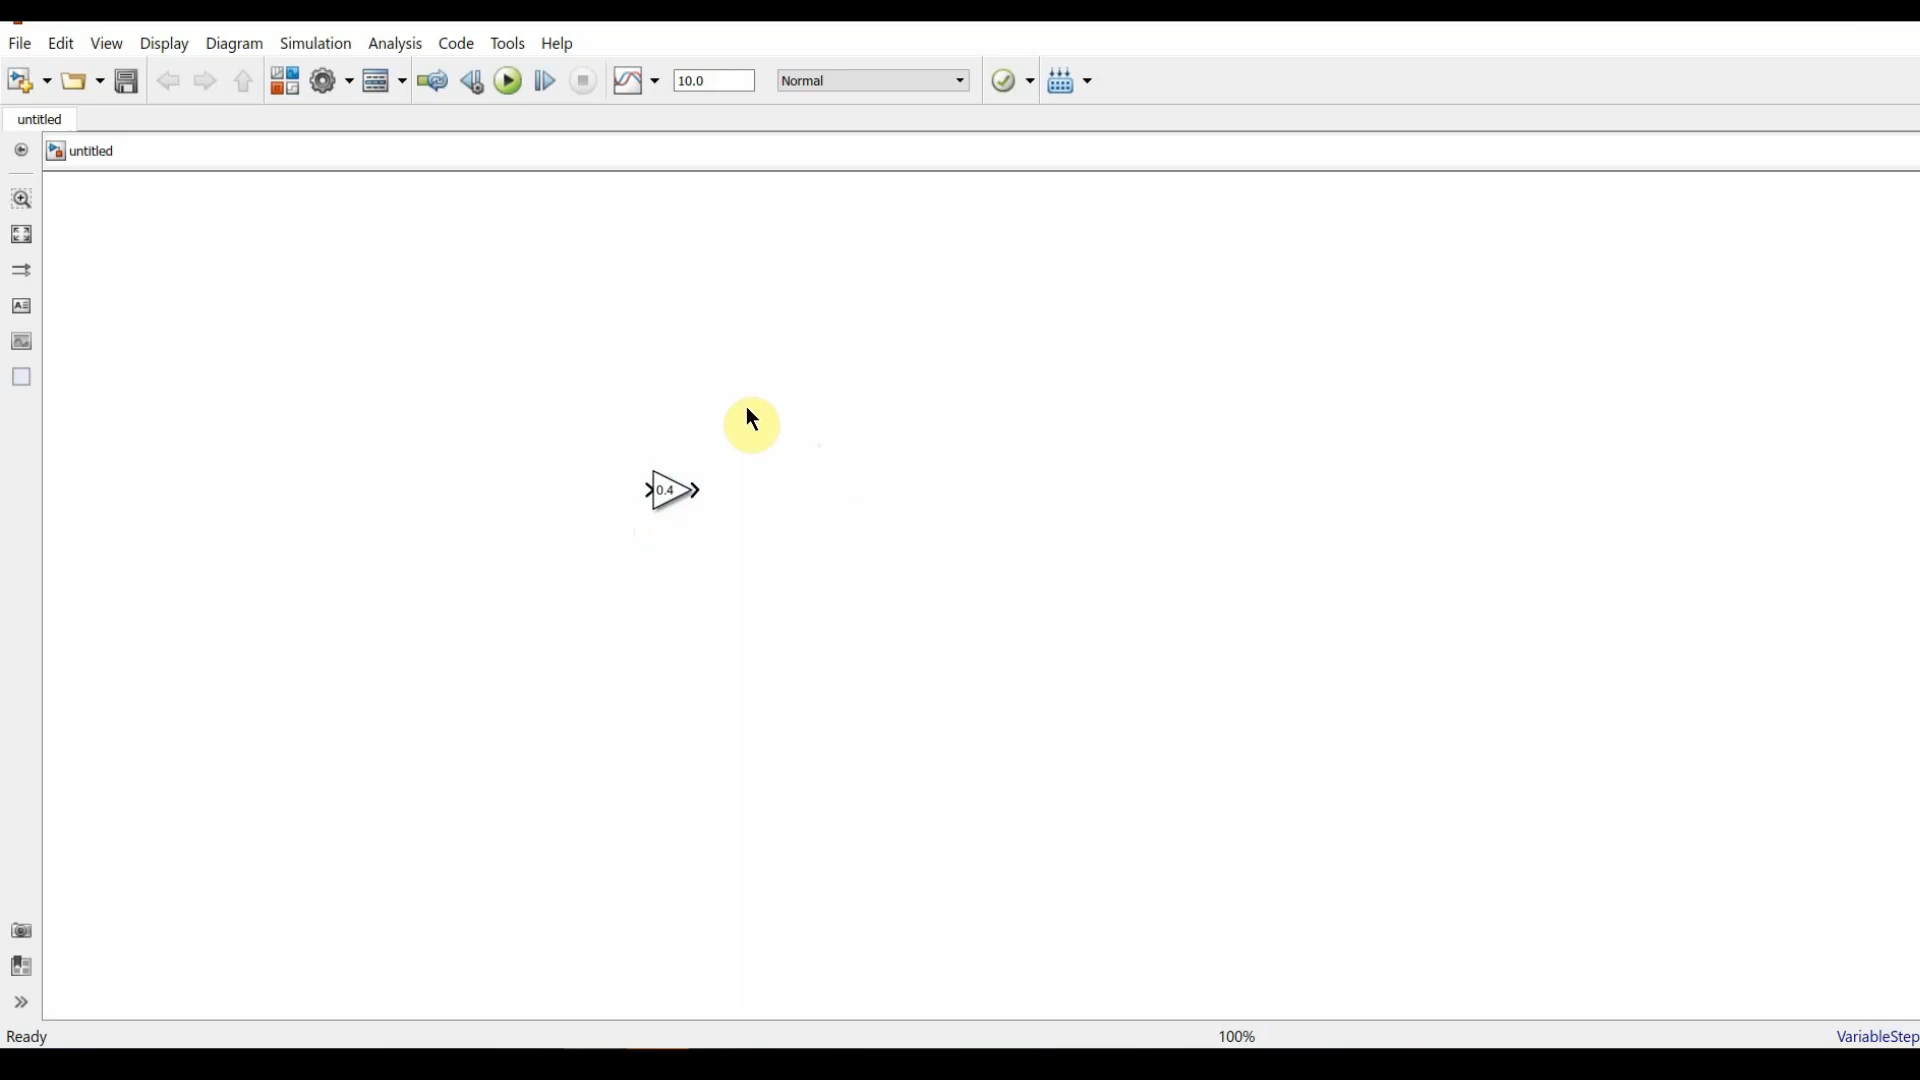 File Edit View Display Diagram Simulation Analysis Code Tools Help
10.0 Normal
untitled
untitled
0.4
Ready 100% VariableStep